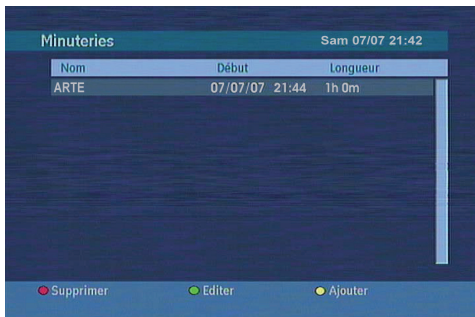 Minuteries Sam 07/07 21:42
Nom Début Longueur
ARTE 07/07/07 21:44 1h 0m
Supprimer Editer Ajouter